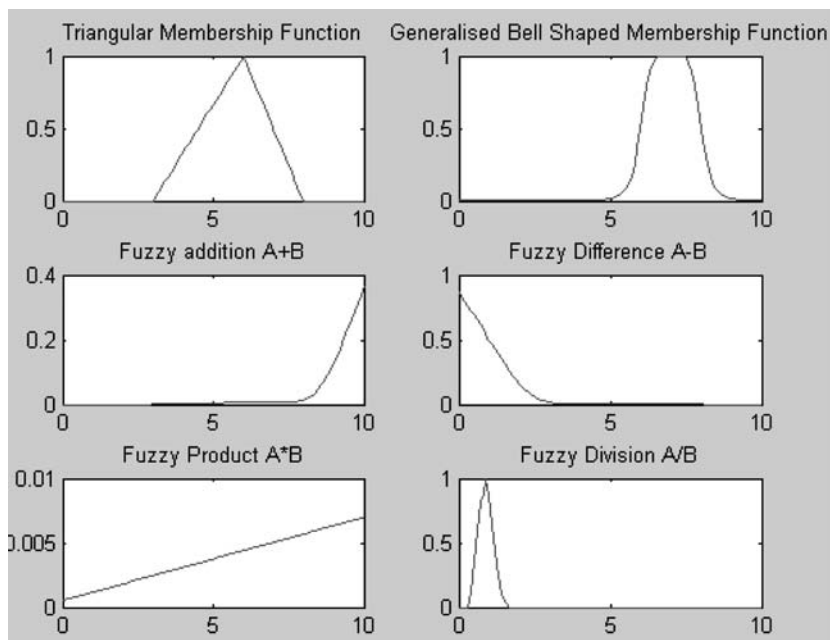 Triangular Membership Function
1
0.5
0
0 5 10
Generalised Bell Shaped Membership Function
1
0.5
0
0 5 10
Fuzzy addition A+B
0.4
0.2
0
0 5 10
Fuzzy Difference A-B
1
0.5
0
0 5 10
Fuzzy Product A*B
0.01
0.005
0
0 5 10
Fuzzy Division A/B
1
0.5
0
0 5 10